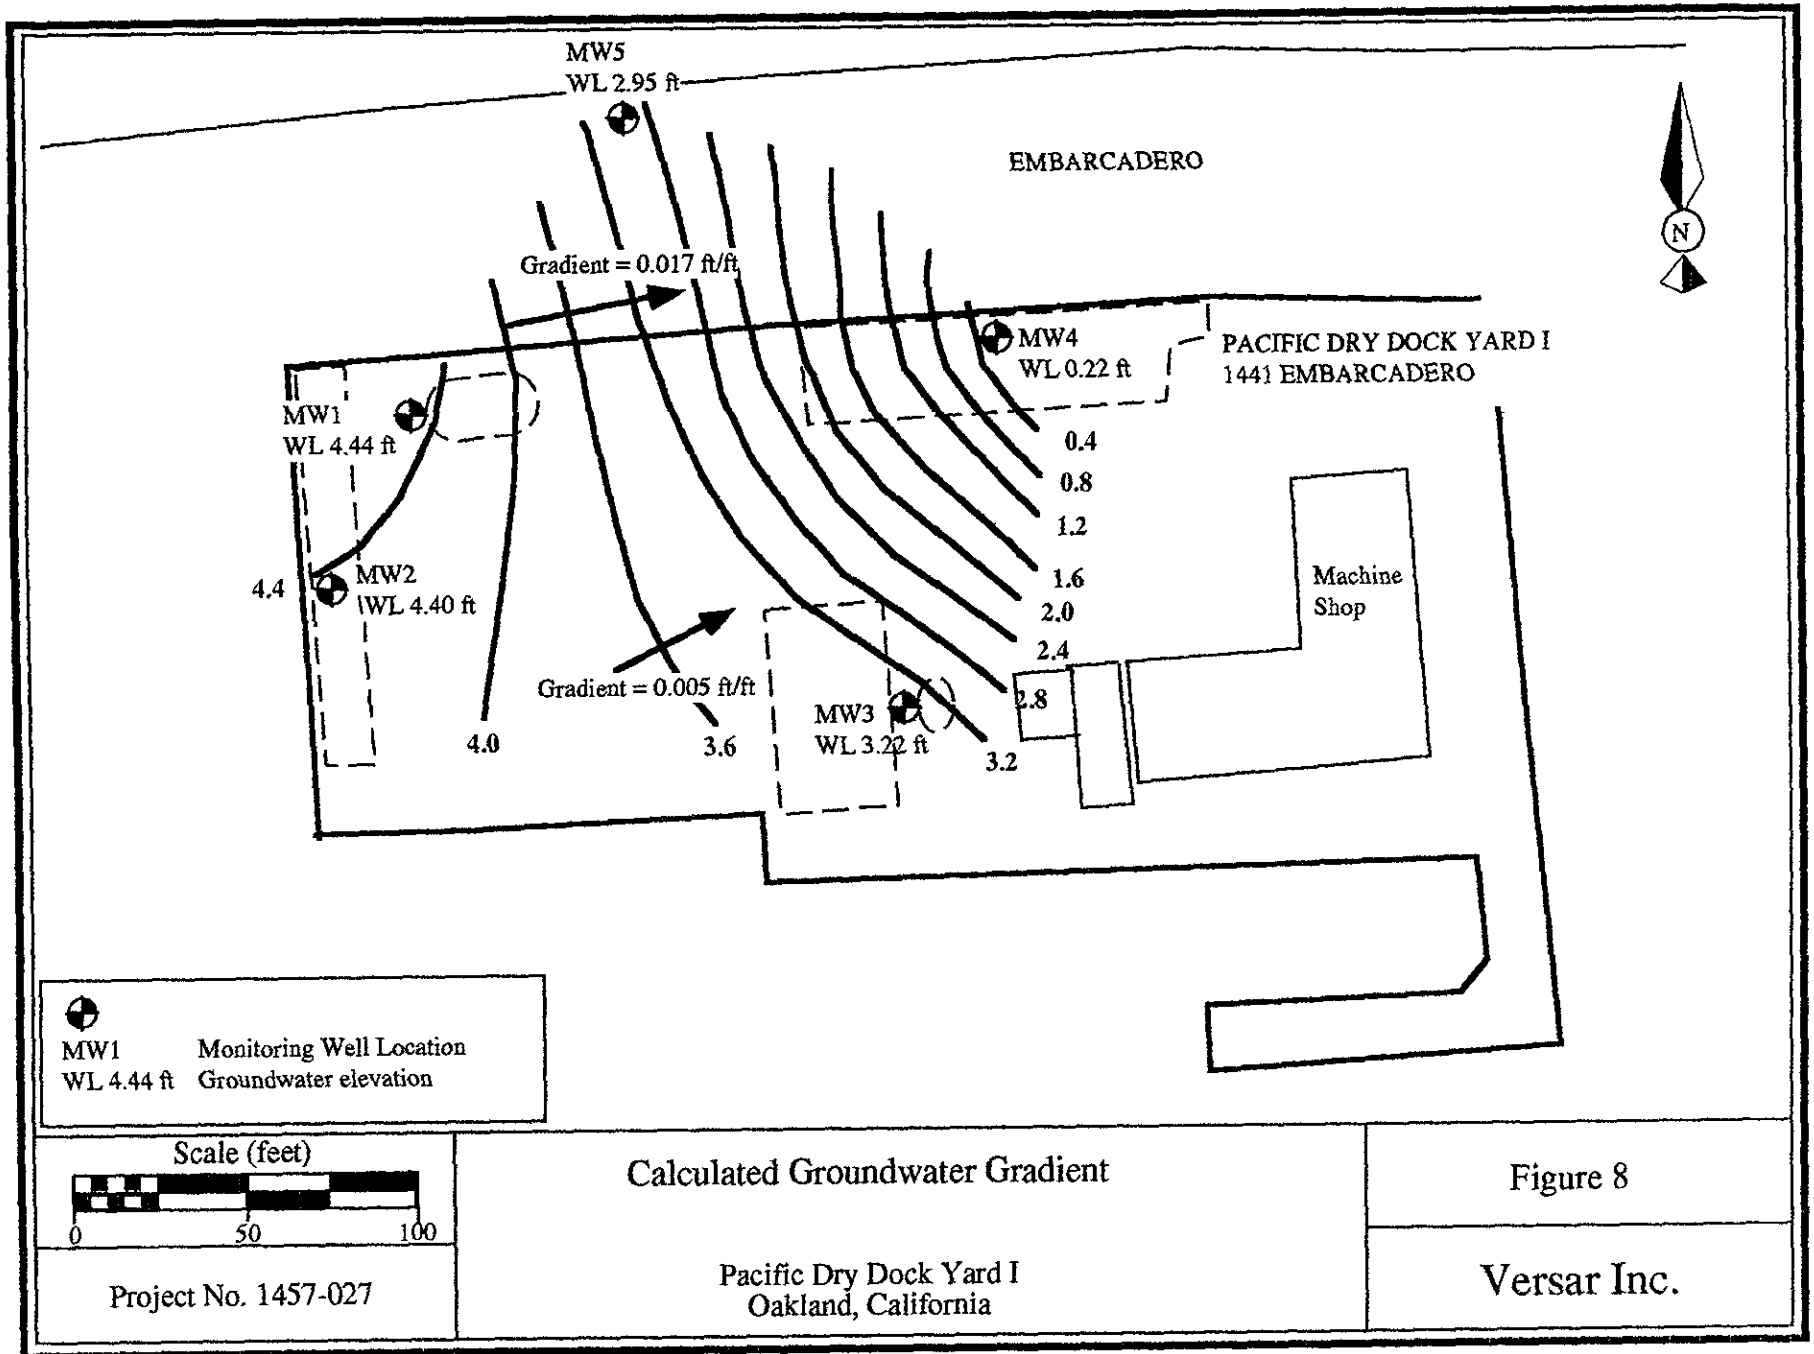 MW5
WL 2.95 ft
EMBARCADERO
N
Gradient = 0.017 ft/ft
MW4
WL 0.22 ft
PACIFIC DRY DOCK YARD I
1441 EMBARCADERO
MW1
WL 4.44 ft
0.4
0.8
1.2
1.6
2.0
2.4
2.8
3.2
3.6
4.0
4.4
MW2
WL 4.40 ft
Machine
Shop
Gradient = 0.005 ft/ft
MW3
WL 3.22 ft
MW1 Monitoring Well Location
WL 4.44 ft Groundwater elevation
Scale (feet)
0 50 100
Project No. 1457-027
Calculated Groundwater Gradient
Pacific Dry Dock Yard I
Oakland, California
Figure 8
Versar Inc.